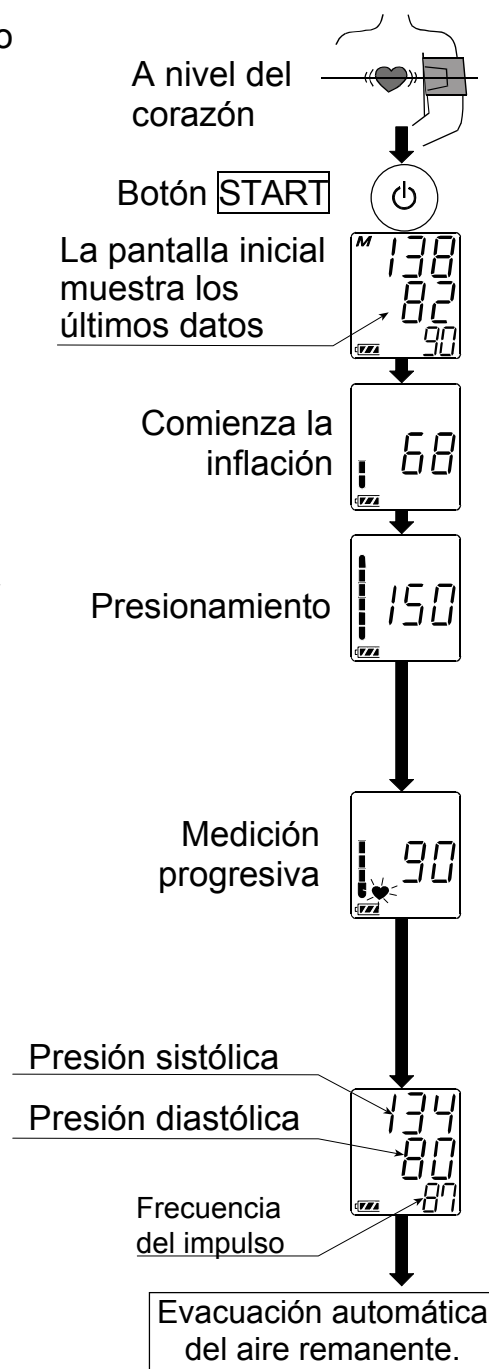 o
A nivel del
corazón
Botón START
La pantalla inicial
muestra los
últimos datos
M 138
82
90
Comienza la
inflación
68
Presionamiento
150
Medición
progresiva
90
Presión sistólica
134
Presión diastólica
80
87
Frecuencia
del impulso
Evacuación automática
del aire remanente.